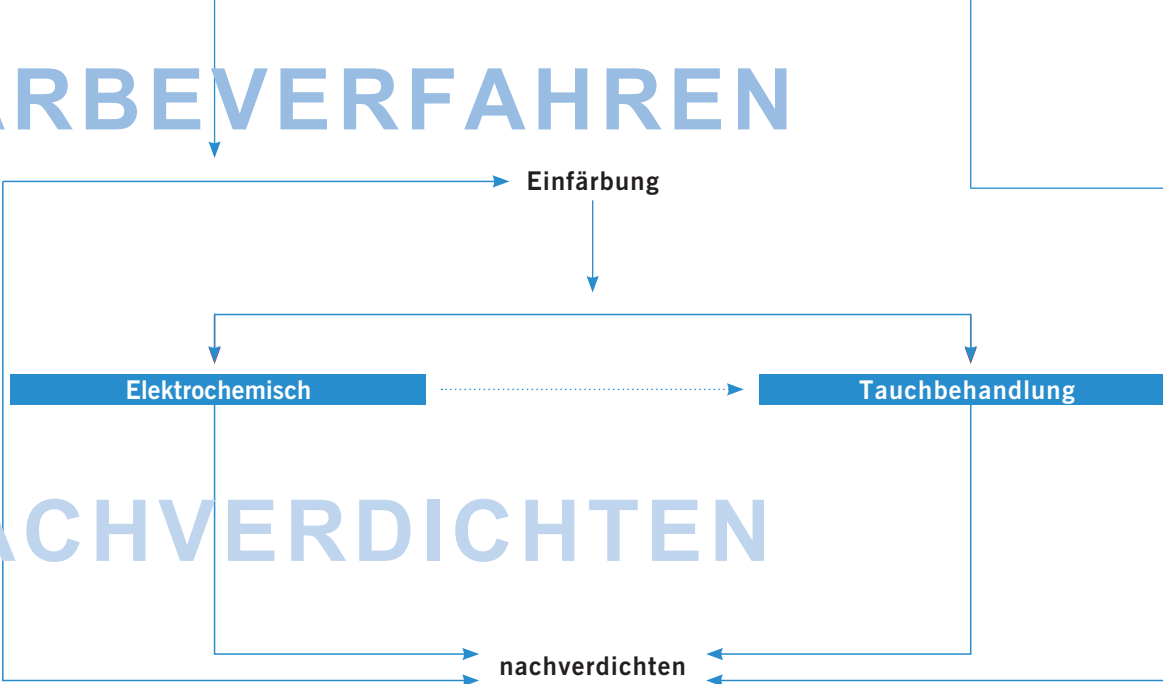 ARBEVERFAHREN
Einfärbung
Elektrochemisch
Tauchbehandlung
ACHVERDICHTEN
nachverdichten